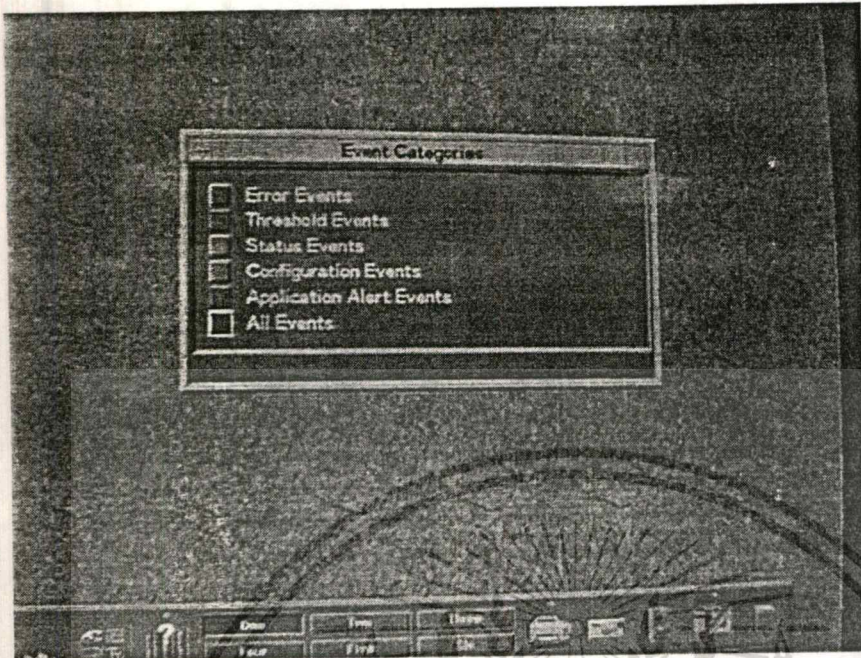 Event Categories
Error Events
Threshold Events
Status Events
Configuration Events
Application Alert Events
All Events
One Two Three
Four Five Six